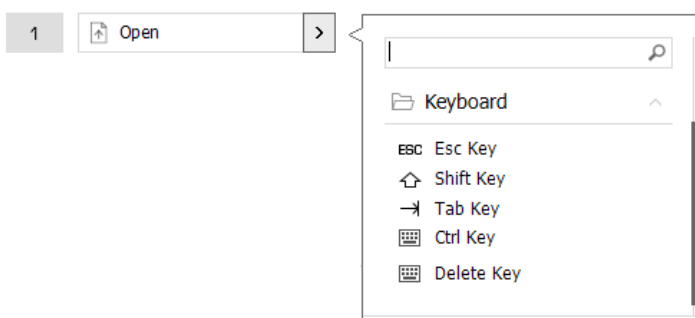 1 Open >
Keyboard
ESC Esc Key
Shift Key
Tab Key
Ctrl Key
Delete Key